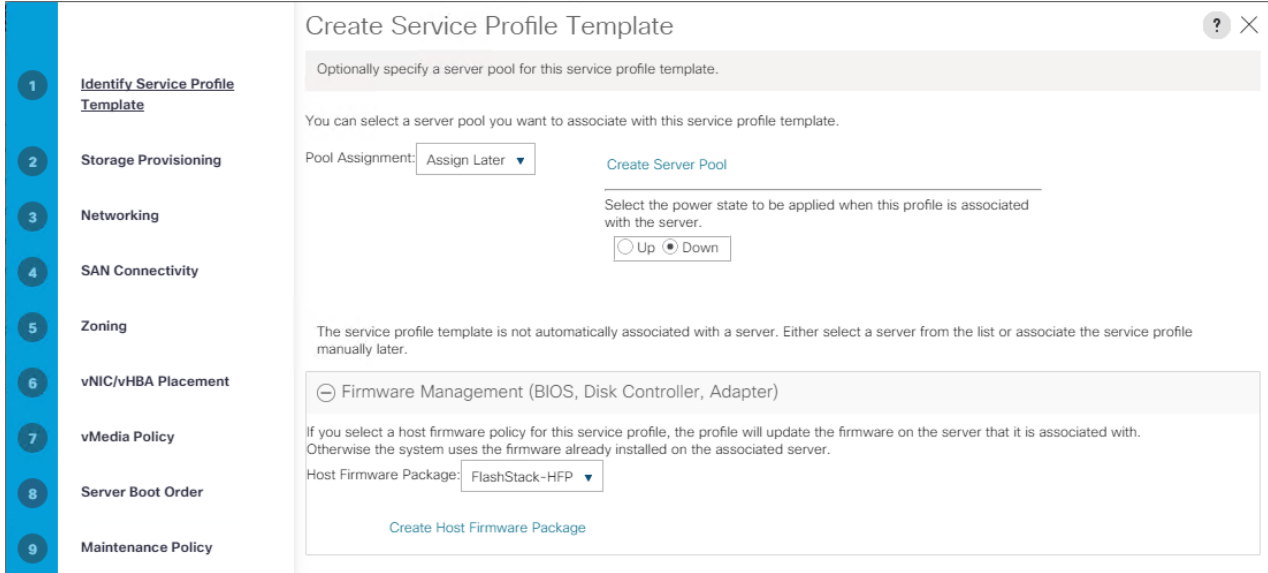 Create Service Profile Template
?
Optionally specify a server pool for this service profile template.
1
Identify Service Profile
Template
You can select a server pool you want to associate with this service profile template.
2
Storage Provisioning
Pool Assignment: Assign Later
Create Server Pool
3
Networking
Select the power state to be applied when this profile is associated
with the server.
Up Down
4
SAN Connectivity
5
Zoning
The service profile template is not automatically associated with a server. Either select a server from the list or associate the service profile
manually later.
6
vNIC/vHBA Placement
Firmware Management (BIOS, Disk Controller, Adapter)
7
vMedia Policy
If you select a host firmware policy for this service profile, the profile will update the firmware on the server that it is associated with.
Otherwise the system uses the firmware already installed on the associated server.
Host Firmware Package: FlashStack-HFP
8
Server Boot Order
Create Host Firmware Package
9
Maintenance Policy